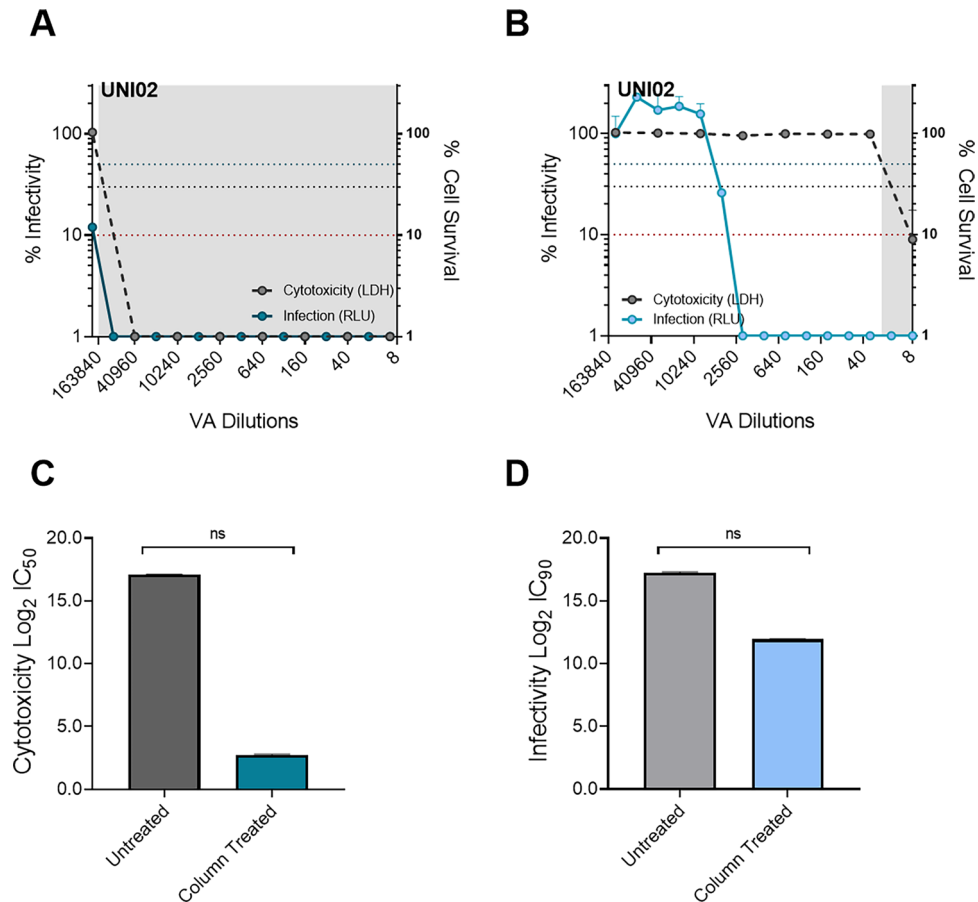 A
UNI02
% Infectivity
100
10
1
100
10
1
% Cell Survival
Cytotoxicity (LDH)
Infection (RLU)
163840
40960
10240
2560
640
160
40
8
VA Dilutions
B
UNI02
% Infectivity
100
10
1
100
10
1
% Cell Survival
Cytotoxicity (LDH)
Infection (RLU)
163840
40960
10240
2560
640
160
40
8
VA Dilutions
C
Cytotoxicity Log₂ IC₅₀
20.0
15.0
10.0
5.0
0.0
ns
Untreated
Column Treated
D
Infectivity Log₂ IC₉₀
20.0
15.0
10.0
5.0
0.0
ns
Untreated
Column Treated